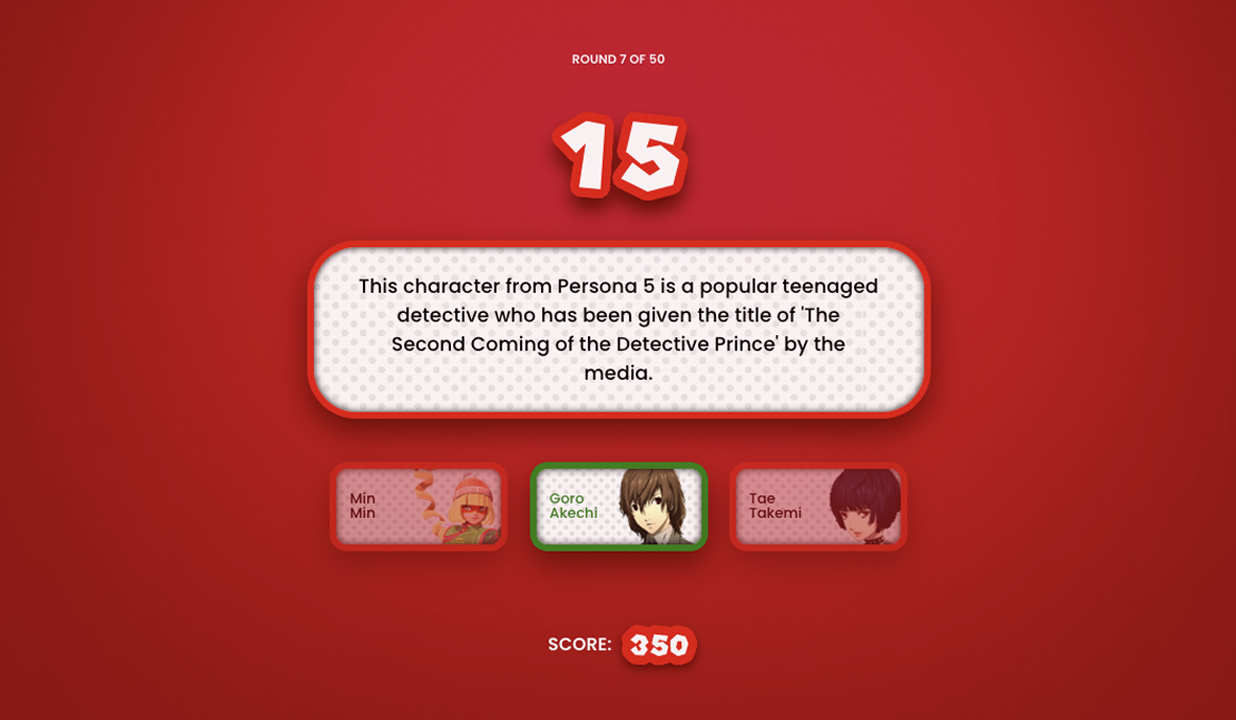 ROUND 7 OF 50
15
This character from Persona 5 is a popular teenaged
detective who has been given the title of 'The
Second Coming of the Detective Prince' by the
media.
Min
Min
Goro
Akechi
Tae
Takemi
SCORE: 350